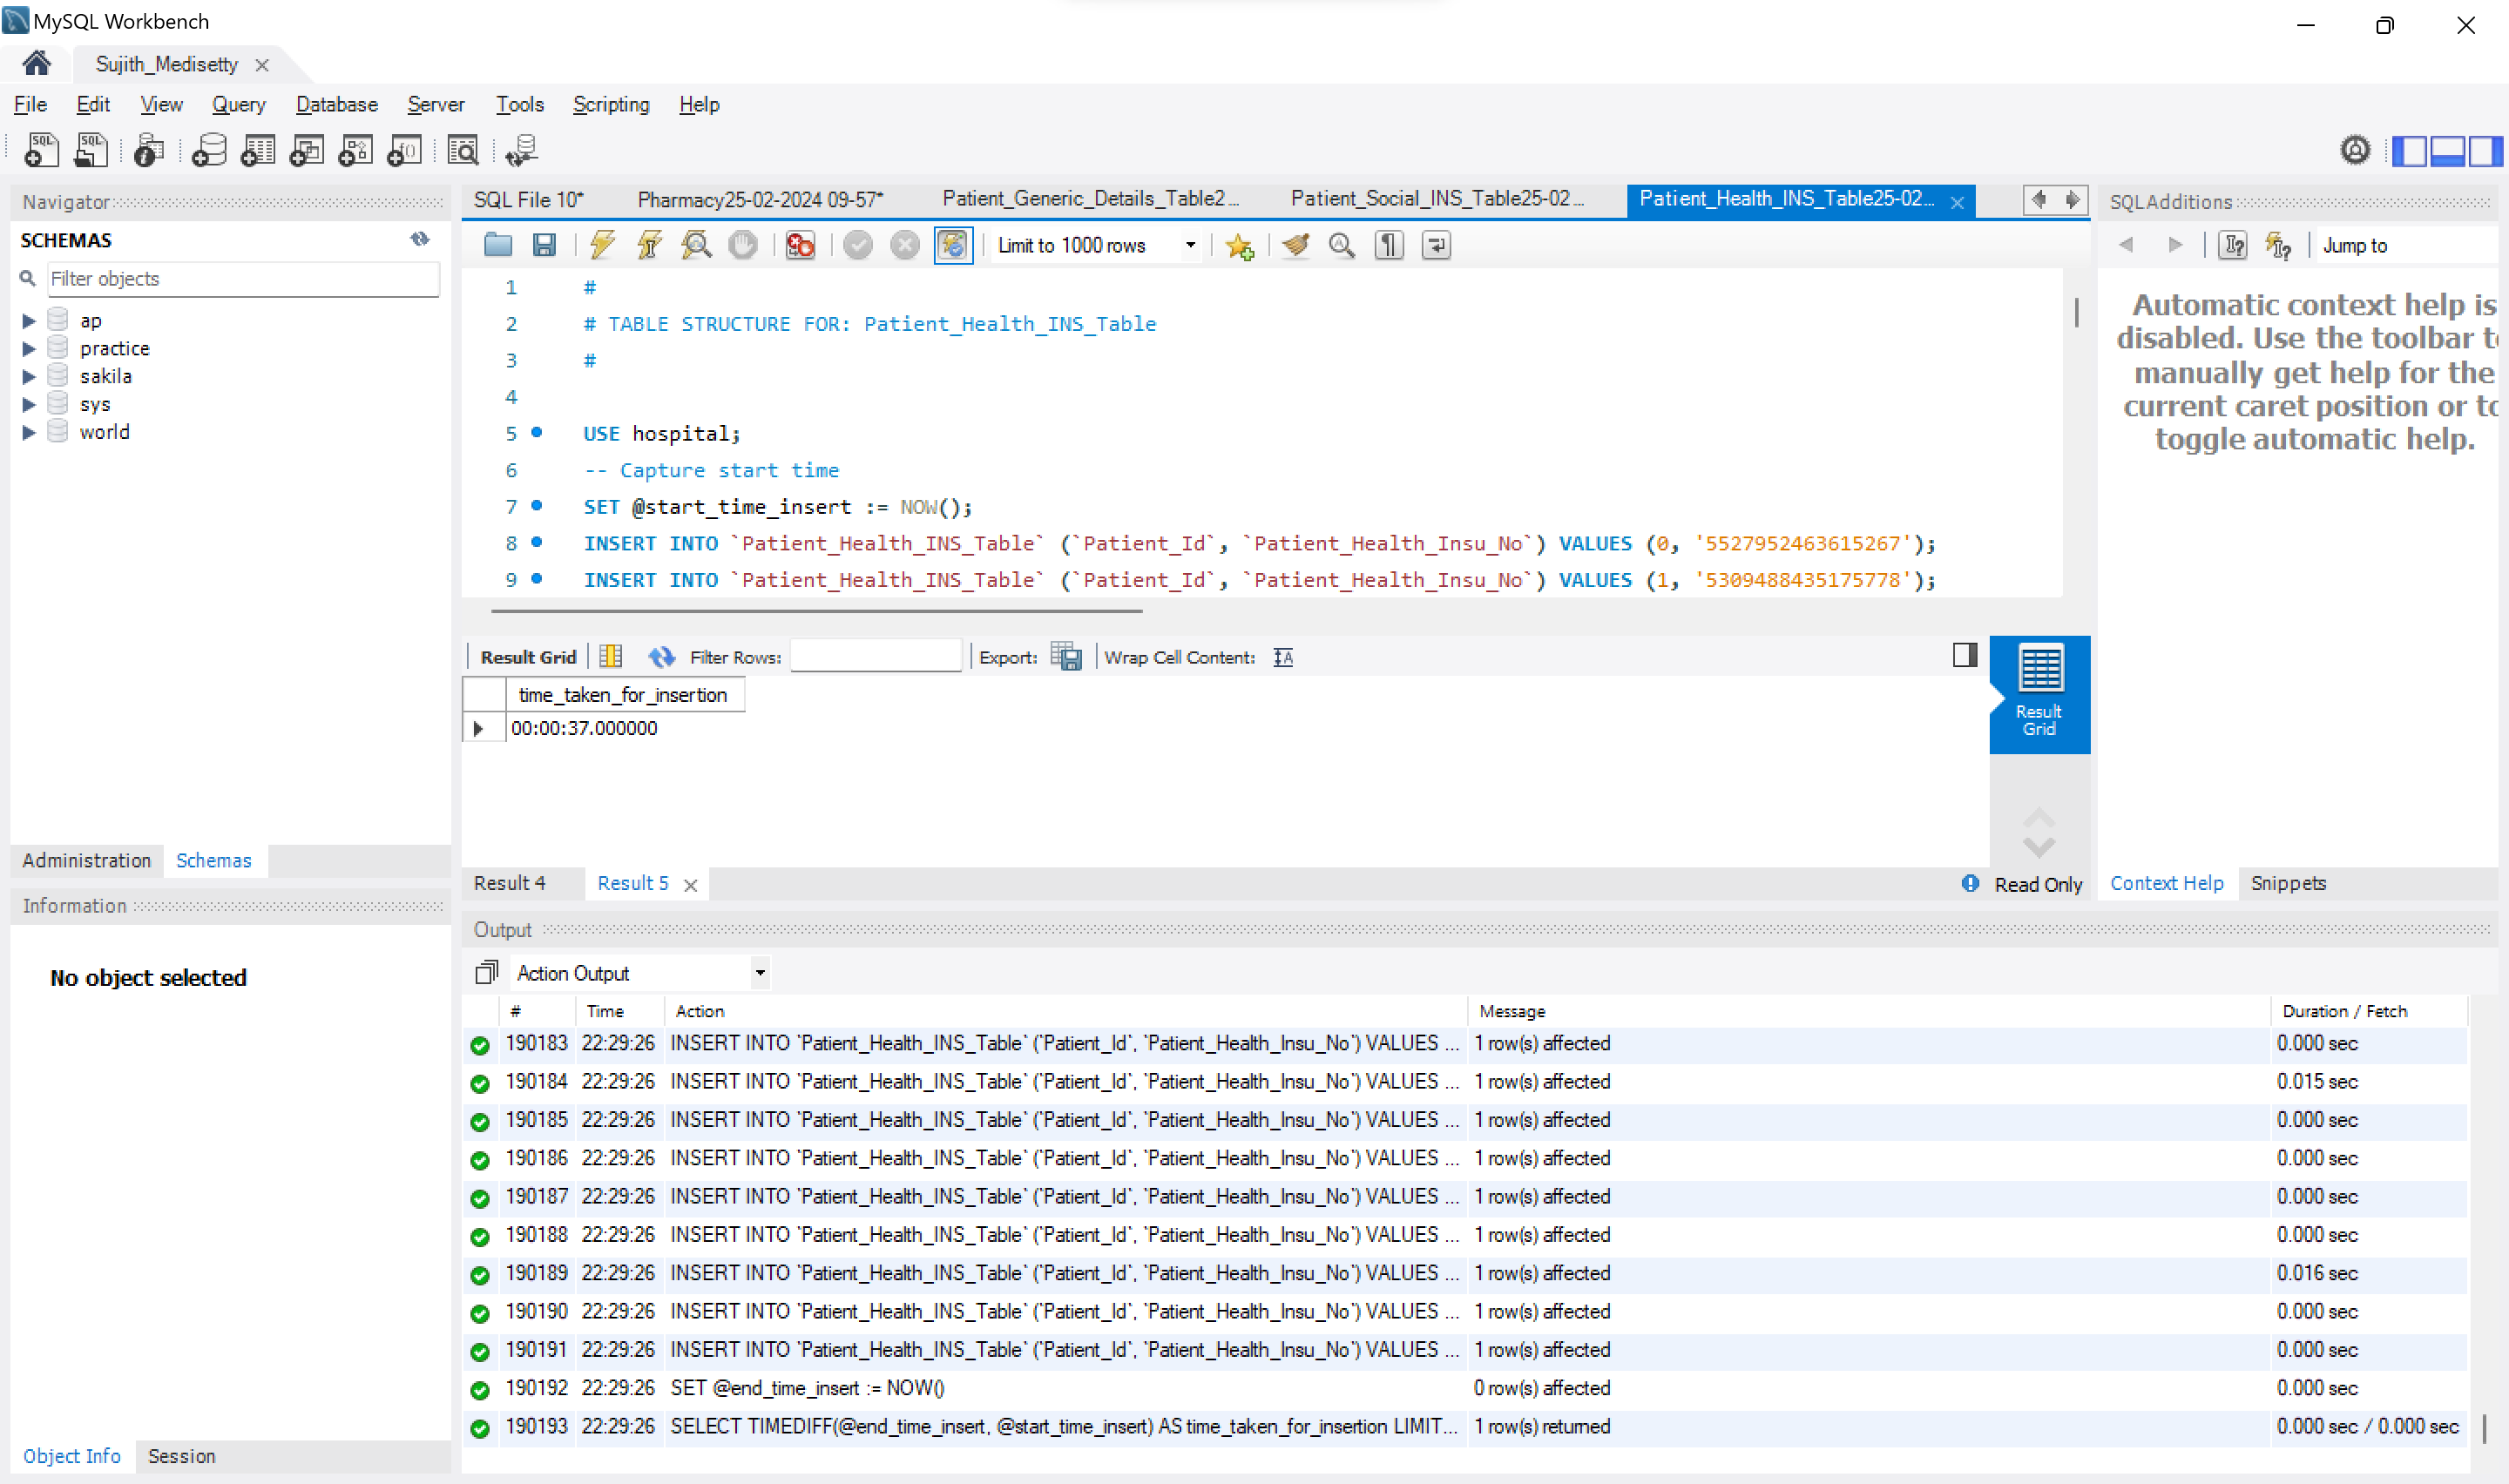 MySQL Workbench
Sujith_Medisetty
File Edit View Query Database Server Tools Scripting Help
Navigator
SCHEMAS
Filter objects
ap
practice
sakila
sys
world
Administration Schemas
Information
No object selected
Object Info Session
SQL File 10* Pharmacy25-02-2024 09-57* Patient_Generic_Details_Table2... Patient_Social_INS_Table25-02... Patient_Health_INS_Table25-02...
Limit to 1000 rows
1 #
2 # TABLE STRUCTURE FOR: Patient_Health_INS_Table
3 #
4
5 USE hospital;
6 -- Capture start time
7 SET @start_time_insert := NOW();
8 INSERT INTO `Patient_Health_INS_Table` (`Patient_Id`, `Patient_Health_Insu_No`) VALUES (0, '5527952463615267');
9 INSERT INTO `Patient_Health_INS_Table` (`Patient_Id`, `Patient_Health_Insu_No`) VALUES (1, '5309488435175778');
Result Grid Filter Rows: Export: Wrap Cell Content:
time_taken_for_insertion
00:00:37.000000
Result
Grid
Result 4 Result 5 Read Only
SQLAdditions
Jump to
Automatic context help is
disabled. Use the toolbar t
manually get help for the
current caret position or to
toggle automatic help.
Context Help Snippets
Output
Action Output
# Time Action Message Duration / Fetch
190183 22:29:26 INSERT INTO `Patient_Health_INS_Table` (`Patient_Id`, `Patient_Health_Insu_No`) VALUES ... 1 row(s) affected 0.000 sec
190184 22:29:26 INSERT INTO `Patient_Health_INS_Table` (`Patient_Id`, `Patient_Health_Insu_No`) VALUES ... 1 row(s) affected 0.015 sec
190185 22:29:26 INSERT INTO `Patient_Health_INS_Table` (`Patient_Id`, `Patient_Health_Insu_No`) VALUES ... 1 row(s) affected 0.000 sec
190186 22:29:26 INSERT INTO `Patient_Health_INS_Table` (`Patient_Id`, `Patient_Health_Insu_No`) VALUES ... 1 row(s) affected 0.000 sec
190187 22:29:26 INSERT INTO `Patient_Health_INS_Table` (`Patient_Id`, `Patient_Health_Insu_No`) VALUES ... 1 row(s) affected 0.000 sec
190188 22:29:26 INSERT INTO `Patient_Health_INS_Table` (`Patient_Id`, `Patient_Health_Insu_No`) VALUES ... 1 row(s) affected 0.000 sec
190189 22:29:26 INSERT INTO `Patient_Health_INS_Table` (`Patient_Id`, `Patient_Health_Insu_No`) VALUES ... 1 row(s) affected 0.016 sec
190190 22:29:26 INSERT INTO `Patient_Health_INS_Table` (`Patient_Id`, `Patient_Health_Insu_No`) VALUES ... 1 row(s) affected 0.000 sec
190191 22:29:26 INSERT INTO `Patient_Health_INS_Table` (`Patient_Id`, `Patient_Health_Insu_No`) VALUES ... 1 row(s) affected 0.000 sec
190192 22:29:26 SET @end_time_insert := NOW() 0 row(s) affected 0.000 sec
190193 22:29:26 SELECT TIMEDIFF(@end_time_insert, @start_time_insert) AS time_taken_for_insertion LIMIT... 1 row(s) returned 0.000 sec / 0.000 sec